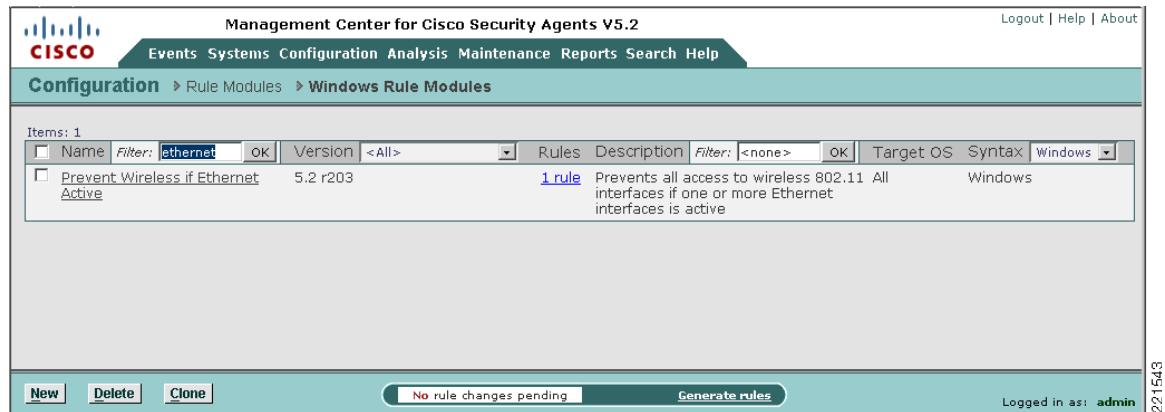 Management Center for Cisco Security Agents V5.2
Logout | Help | About
CISCO
Events Systems Configuration Analysis Maintenance Reports Search Help
Configuration > Rule Modules > Windows Rule Modules
Items: 1
Name Filter: ethernet OK Version <All> Rules Description Filter: <none> OK Target OS Syntax Windows
Prevent Wireless if Ethernet Active 5.2 r203 1 rule Prevents all access to wireless 802.11 interfaces if one or more Ethernet interfaces is active All Windows
New Delete Clone No rule changes pending Generate rules Logged in as: admin
221543